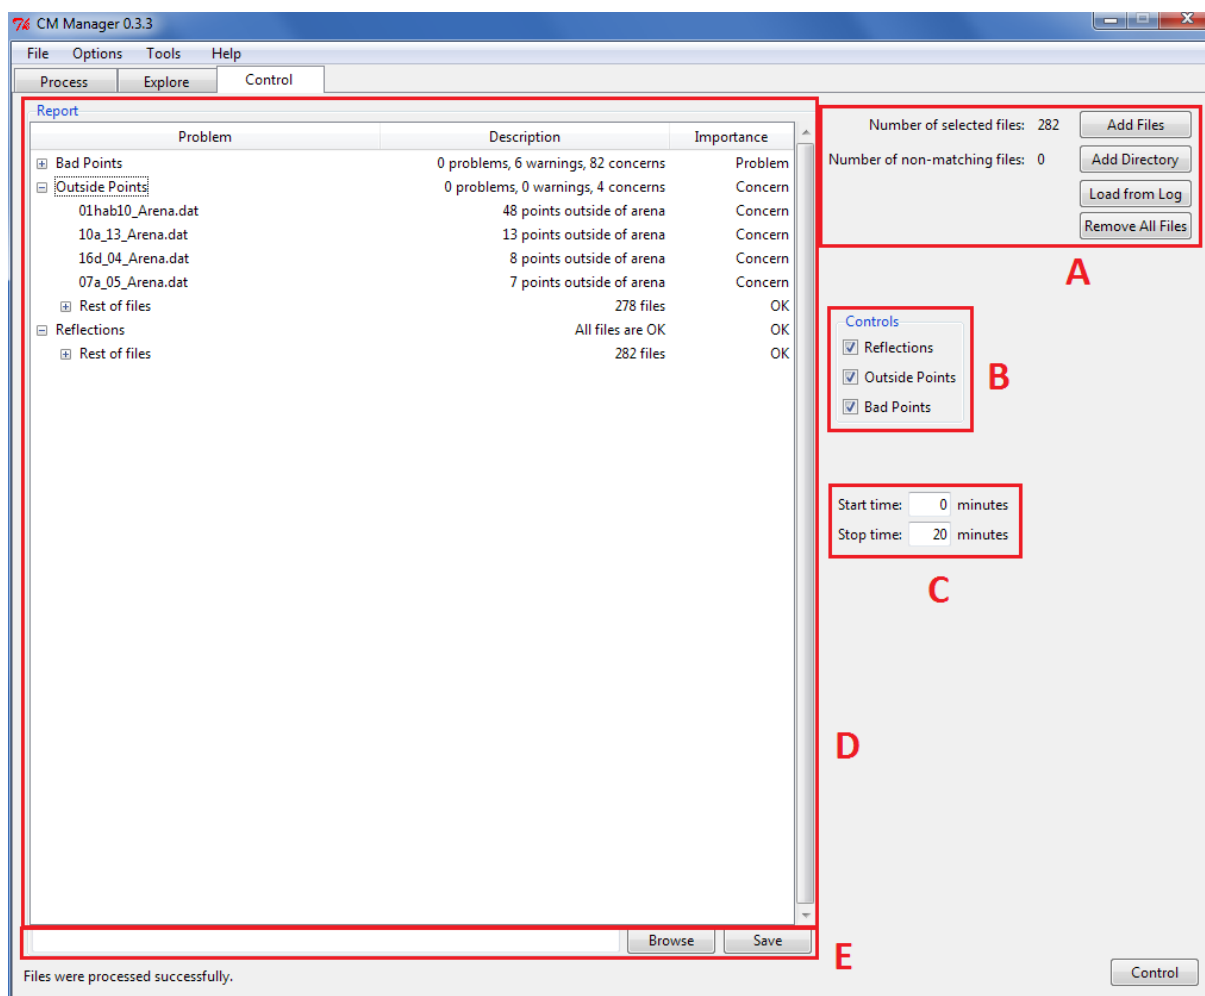 CM Manager 0.3.3
File Options Tools Help
Process Explore Control
Report
Problem Description Importance
Bad Points 0 problems, 6 warnings, 82 concerns Problem
Outside Points 0 problems, 0 warnings, 4 concerns Concern
01hab10_Arena.dat 48 points outside of arena Concern
10a_13_Arena.dat 13 points outside of arena Concern
16d_04_Arena.dat 8 points outside of arena Concern
07a_05_Arena.dat 7 points outside of arena Concern
Rest of files 278 files OK
Reflections All files are OK OK
Rest of files 282 files OK
Number of selected files: 282 Add Files
Number of non-matching files: 0 Add Directory
Load from Log
Remove All Files
A
Controls
Reflections
Outside Points
Bad Points
B
Start time: 0 minutes
Stop time: 20 minutes
C
D
Browse Save
E
Files were processed successfully.
Control